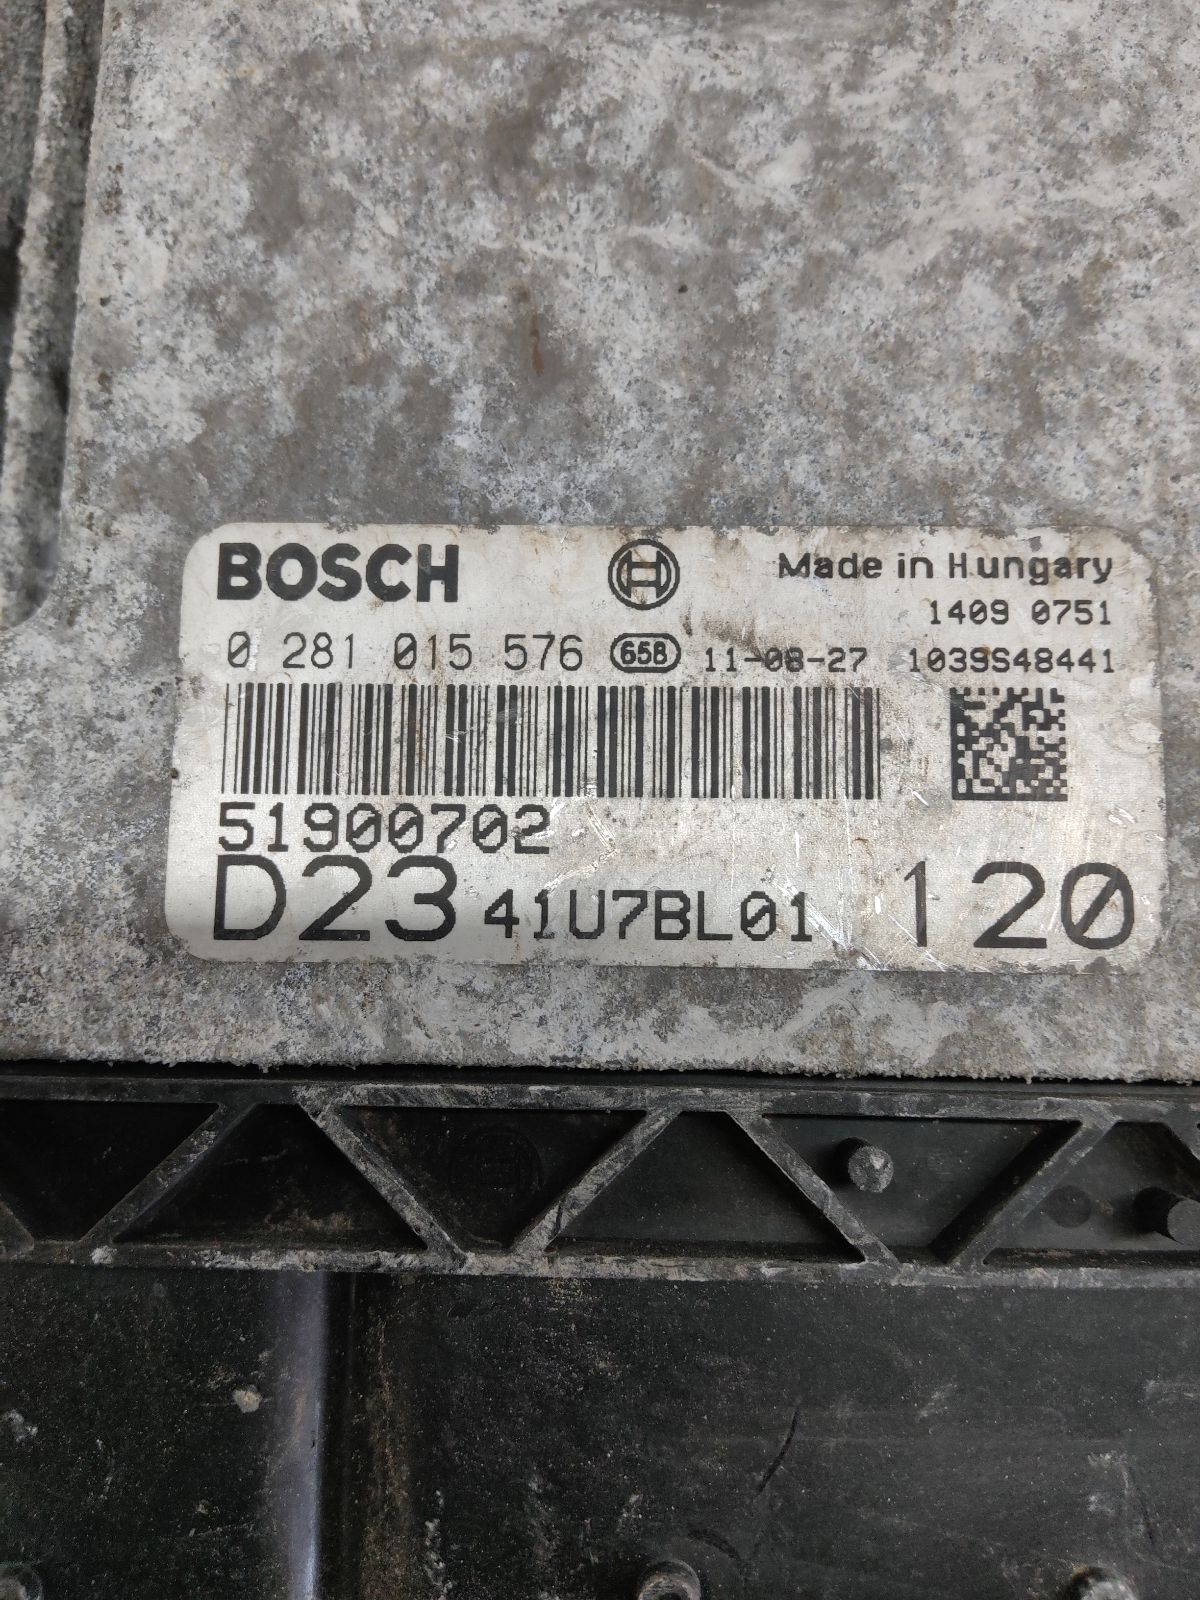 BOSCH Made in Hungary
1409 0751
0 281 015 576 658 11-08-27 1039S48441
51900702
D23 41U7BL01 120